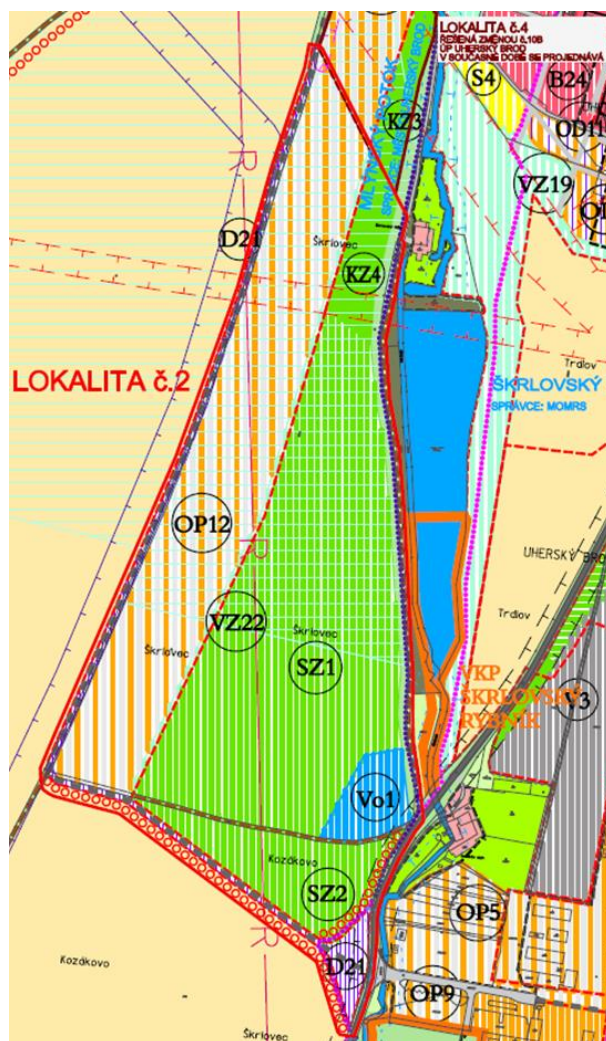 LOKALITA č.4
ŘEŠENÁ ZMĚNOU č.10B
ÚP UHERSKÝ BROD
V SOUČASNÉ DOBĚ SE PROJEDNÁVÁ
S4
B24
OD11
KZ3
VZ19
R
D21
Škrlovec
KZ4
Trdlov
LOKALITA č.2
ŠKRLOVSKÝ
SPRÁVCE: MOMRS
OP12
R
UHERSKÝ BROD
Trdlov
VZ22
Škrlovec
Škrlovec
SZ1
VKP
ŠKRLOVSKÝ
RYBNÍK
V3
Vo1
Kozákovo
SZ2
OP5
R
D21
Kozákovo
OP9
Škrlovec